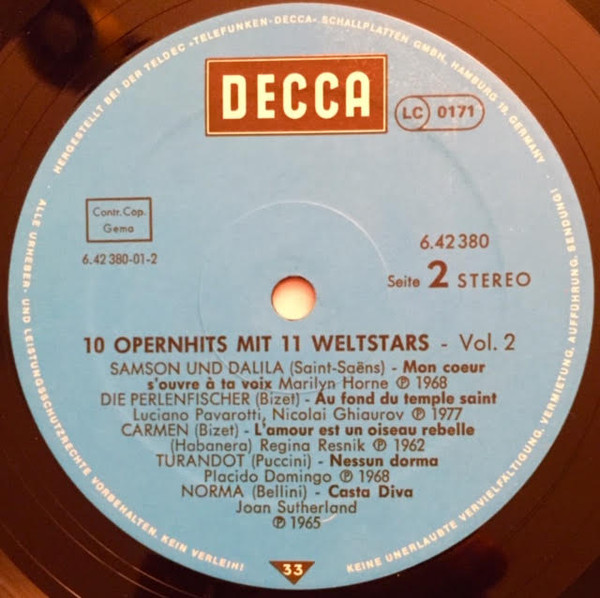 HERGESTELLT BEI DER TELDEC »TELEFUNKEN-DECCA« SCHALLPLATTEN GMBH, HAMBURG 19, GERMANY
DECCA
LC 0171
Contr. Cop.
Gema
6.42 380-01-2
6.42 380
Seite 2 STEREO
10 OPERNHITS MIT 11 WELTSTARS - Vol. 2
SAMSON UND DALILA (Saint-Saëns) - Mon coeur
s'ouvre à ta voix Marilyn Horne ℗ 1968
DIE PERLENFISCHER (Bizet) - Au fond du temple saint
Luciano Pavarotti, Nicolai Ghiaurov ℗ 1977
CARMEN (Bizet) - L'amour est un oiseau rebelle
(Habanera) Regina Resnik ℗ 1962
TURANDOT (Puccini) - Nessun dorma
Placido Domingo ℗ 1968
NORMA (Bellini) - Casta Diva
Joan Sutherland
℗ 1965
33
ALLE URHEBER- UND LEISTUNGSSCHUTZRECHTE VORBEHALTEN. KEIN VERLEIH!
KEINE UNERLAUBTE VERVIELFÄLTIGUNG, VERMIETUNG, AUFFÜHRUNG, SENDUNG!